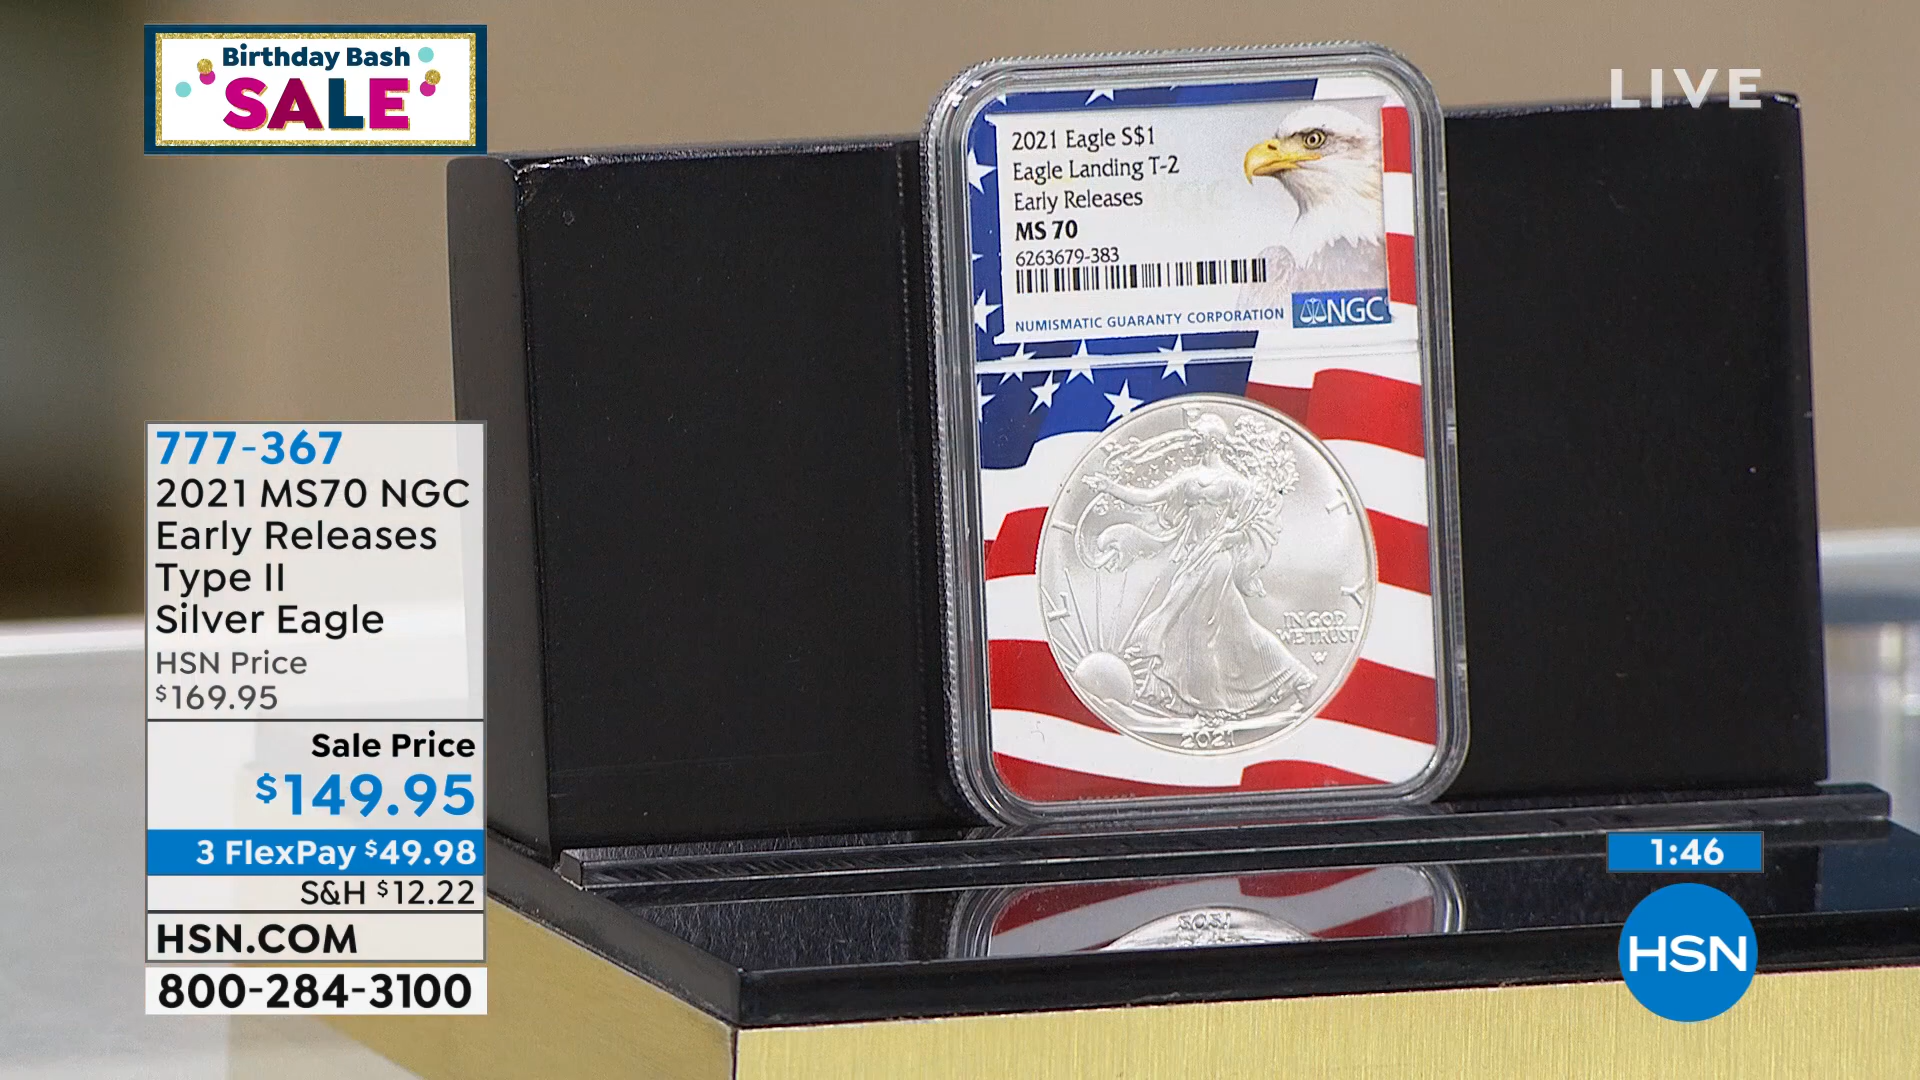 Birthday Bash
SALE
LIVE
2021 Eagle S$1
Eagle Landing T-2
Early Releases
MS 70
6263679-383
NUMISMATIC GUARANTY CORPORATION
NGC
LIBERTY
IN GOD
WE TRUST
W
2021
777-367
2021 MS70 NGC
Early Releases
Type II
Silver Eagle
HSN Price
$169.95
Sale Price
$149.95
3 FlexPay $49.98
S&H $12.22
HSN.COM
800-284-3100
1:46
HSN